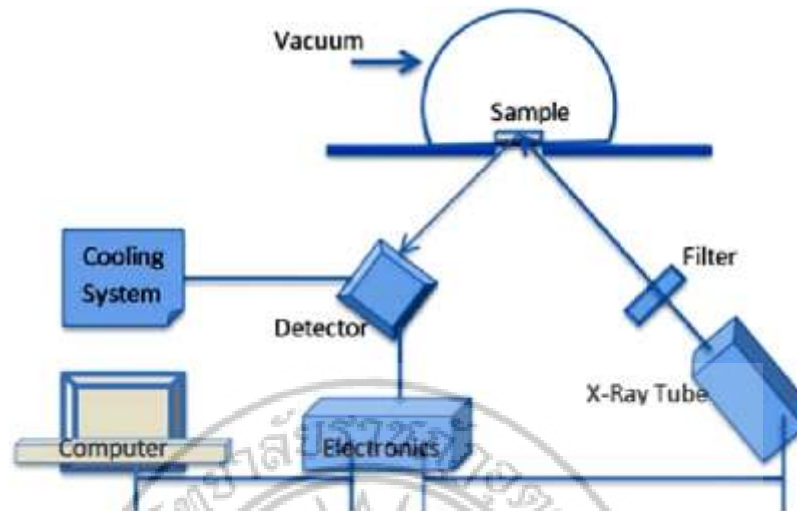 Vacuum
Sample
Cooling
System
Filter
Detector
X-Ray Tube
Computer
Electronics